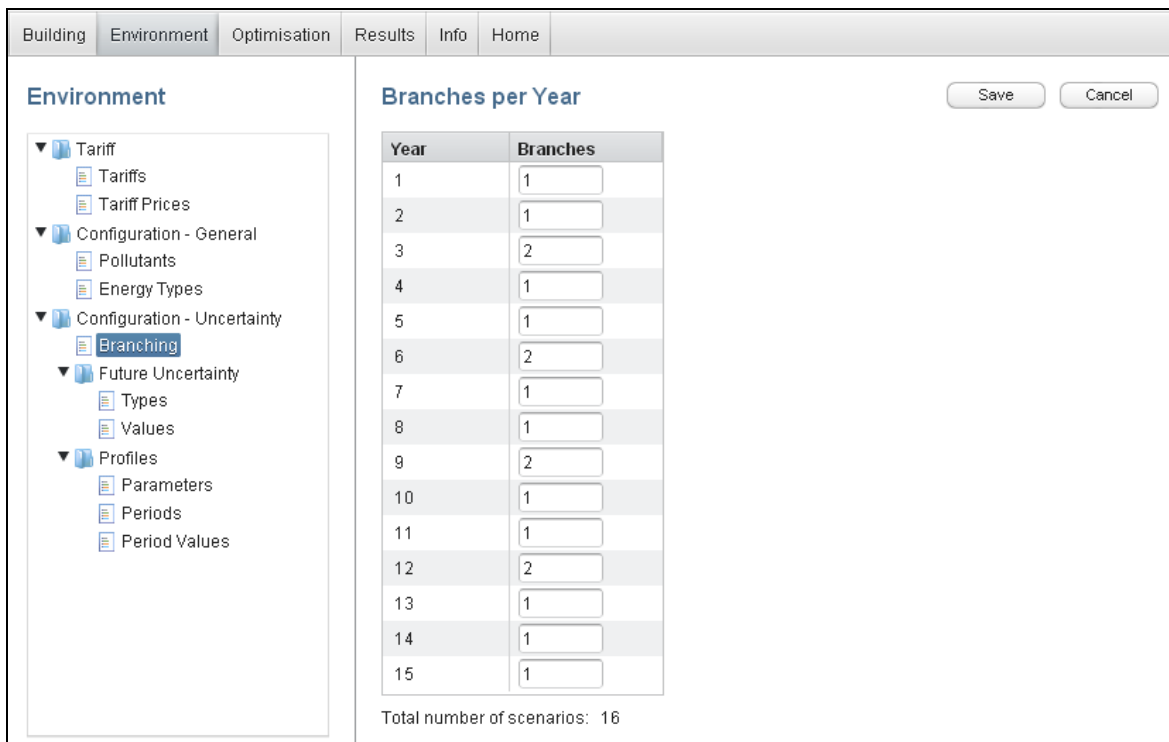 Building Environment Optimisation Results Info Home
Environment
Tariff
Tariffs
Tariff Prices
Configuration - General
Pollutants
Energy Types
Configuration - Uncertainty
Branching
Future Uncertainty
Types
Values
Profiles
Parameters
Periods
Period Values
Branches per Year
Save Cancel
Year Branches
1 1
2 1
3 2
4 1
5 1
6 2
7 1
8 1
9 2
10 1
11 1
12 2
13 1
14 1
15 1
Total number of scenarios: 16